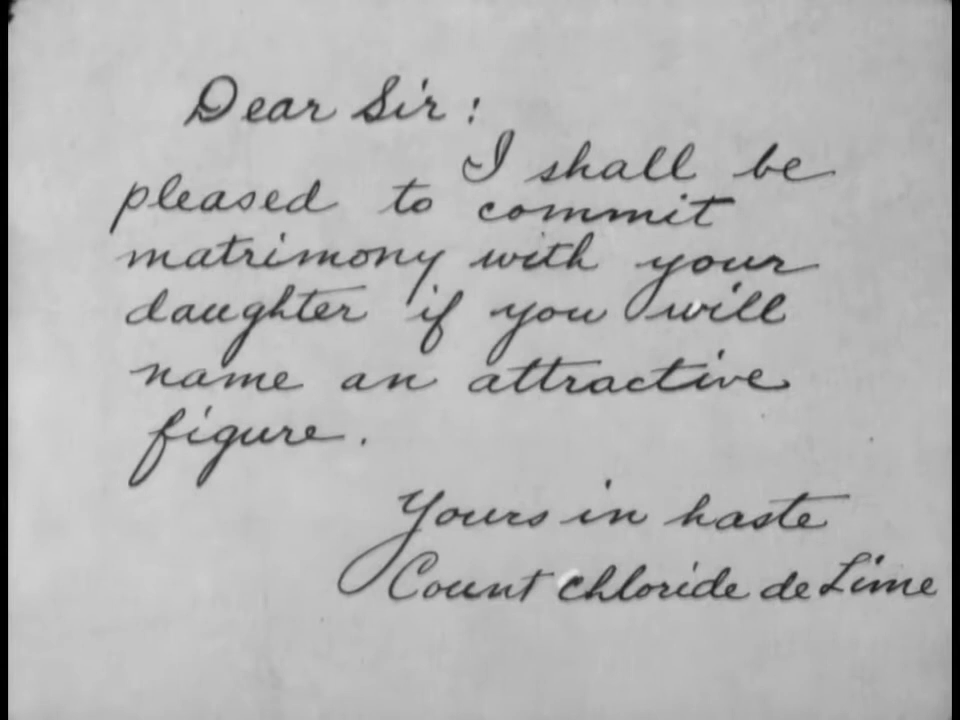 Dear Sir:
I shall be
pleased to commit
matrimony with your
daughter if you will
name an attractive
figure.
Yours in haste
Count Chloride de Lime